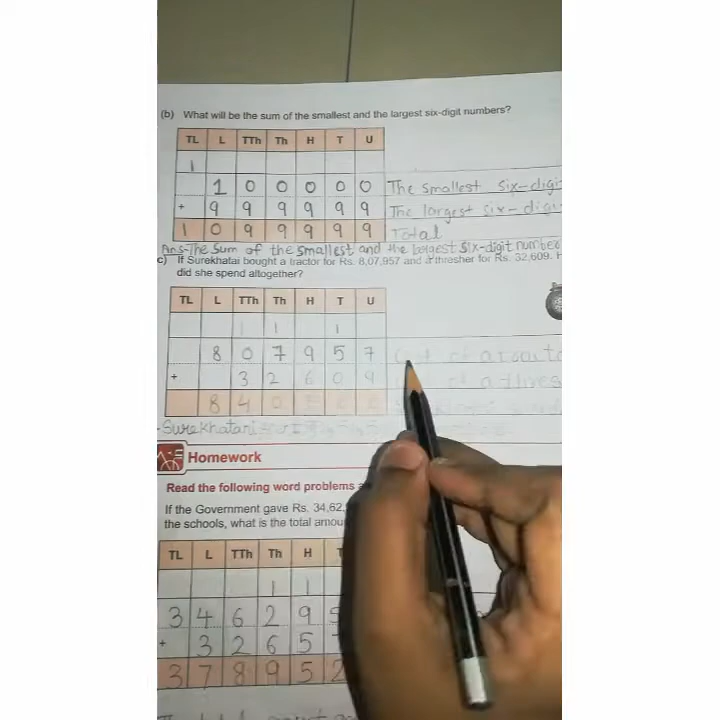 (b) What will be the sum of the smallest and the largest six-digit numbers?
TL L TTh Th H T U
1
1 0 0 0 0 0 The smallest six-digi
+ 9 9 9 9 9 9 The largest six-digi
1 0 9 9 9 9 9 Total
Ans-The Sum of the smallest and the largest six-digit number
c) If Surekhatai bought a tractor for Rs. 8,07,957 and a thresher for Rs. 32,609.
did she spend altogether?
TL L TTh Th H T U
1 1 1
8 0 7 9 5 7 of a
+ 3 2 6 0 9 of a
8 4 0 5
Surekhatari
Homework
Read the following word problems
If the Government gave Rs. 34,62,
the schools, what is the total amou
TL L TTh Th H T
1 1
3 4 6 2 9 5
+ 3 2 6 5
3 7 8 9 5 2